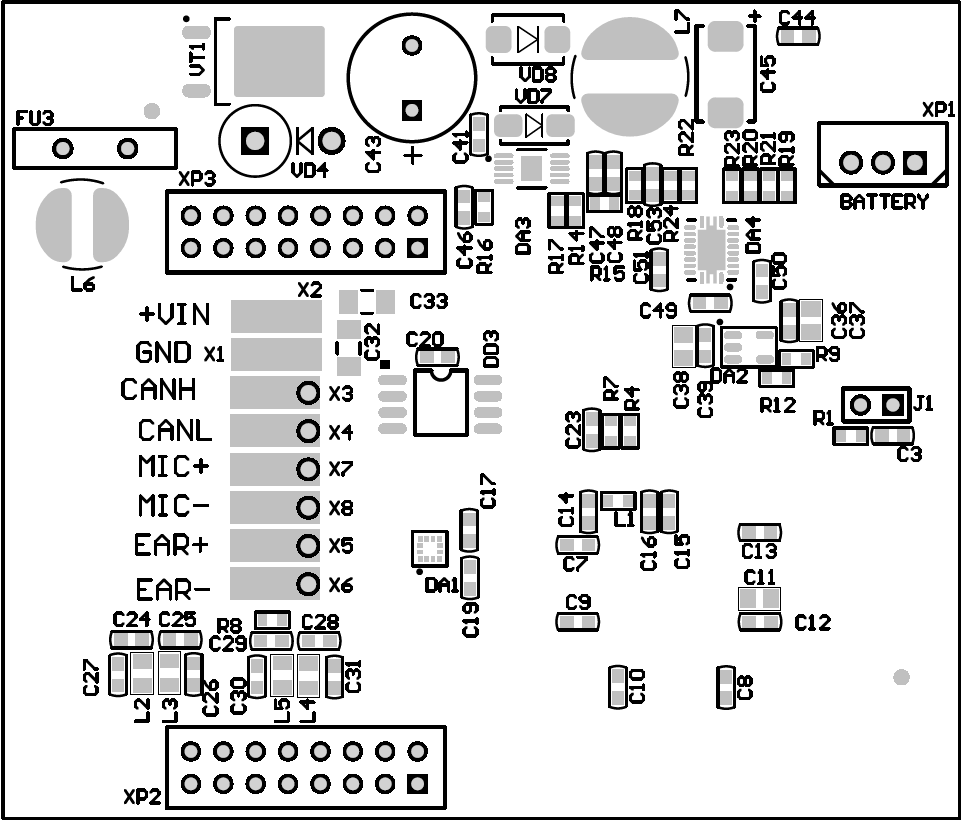 L7
+
C44
VT1
VD8
C45
VD7
FU3
XP1
C41
C43
+
R22
R23
R20
R21
R19
VD4
XP3
BATTERY
C46
R16
DA3
R17
R14
C47
C48
R15
R18
C53
R24
DA4
C51
C50
L6
X2
C33
C49
+VIN
C32
C20
DD3
C36
C37
GND
X1
R9
DA2
C38
C39
CANH
X3
R7
R4
R12
J1
R1
CANL
X4
C23
C3
MIC+
X7
C17
MIC-
X8
C14
L1
C16
C15
EAR+
X5
C7
C13
EAR-
X6
DA1
C19
C11
C24
C25
R8
C28
C9
C12
C29
C27
C26
C30
C31
C10
C8
L2
L3
L5
L4
XP2